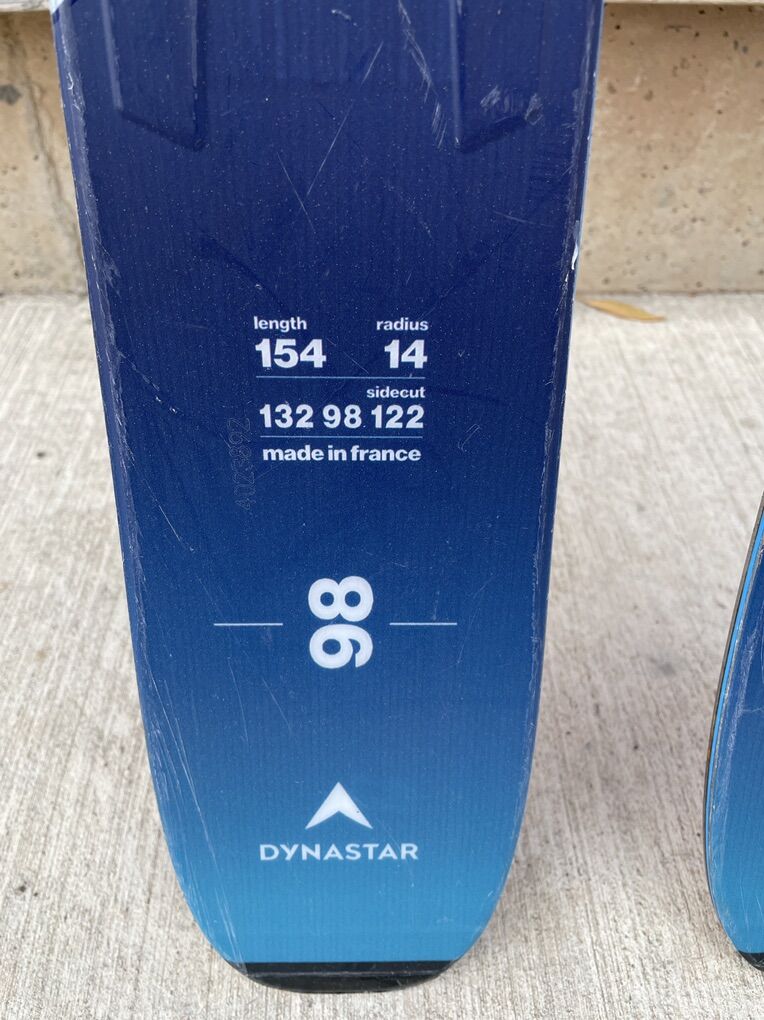 length radius
154 14
sidecut
132 98 122
made in france
98
DYNASTAR